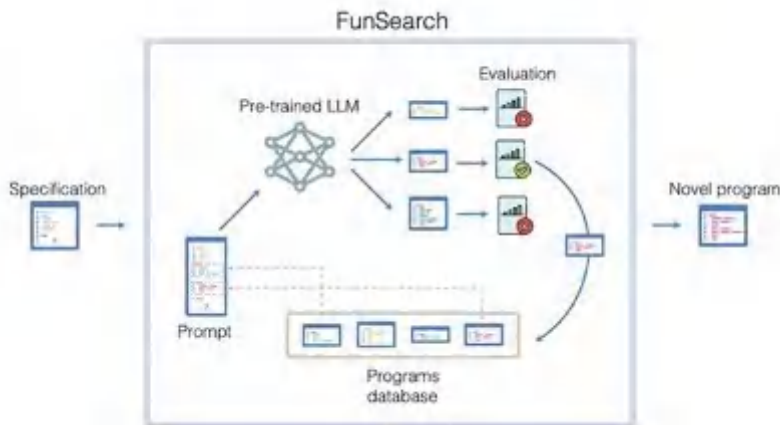 FunSearch
Evaluation
Pre-trained LLM
Specification
Novel program
Prompt
Programs
database